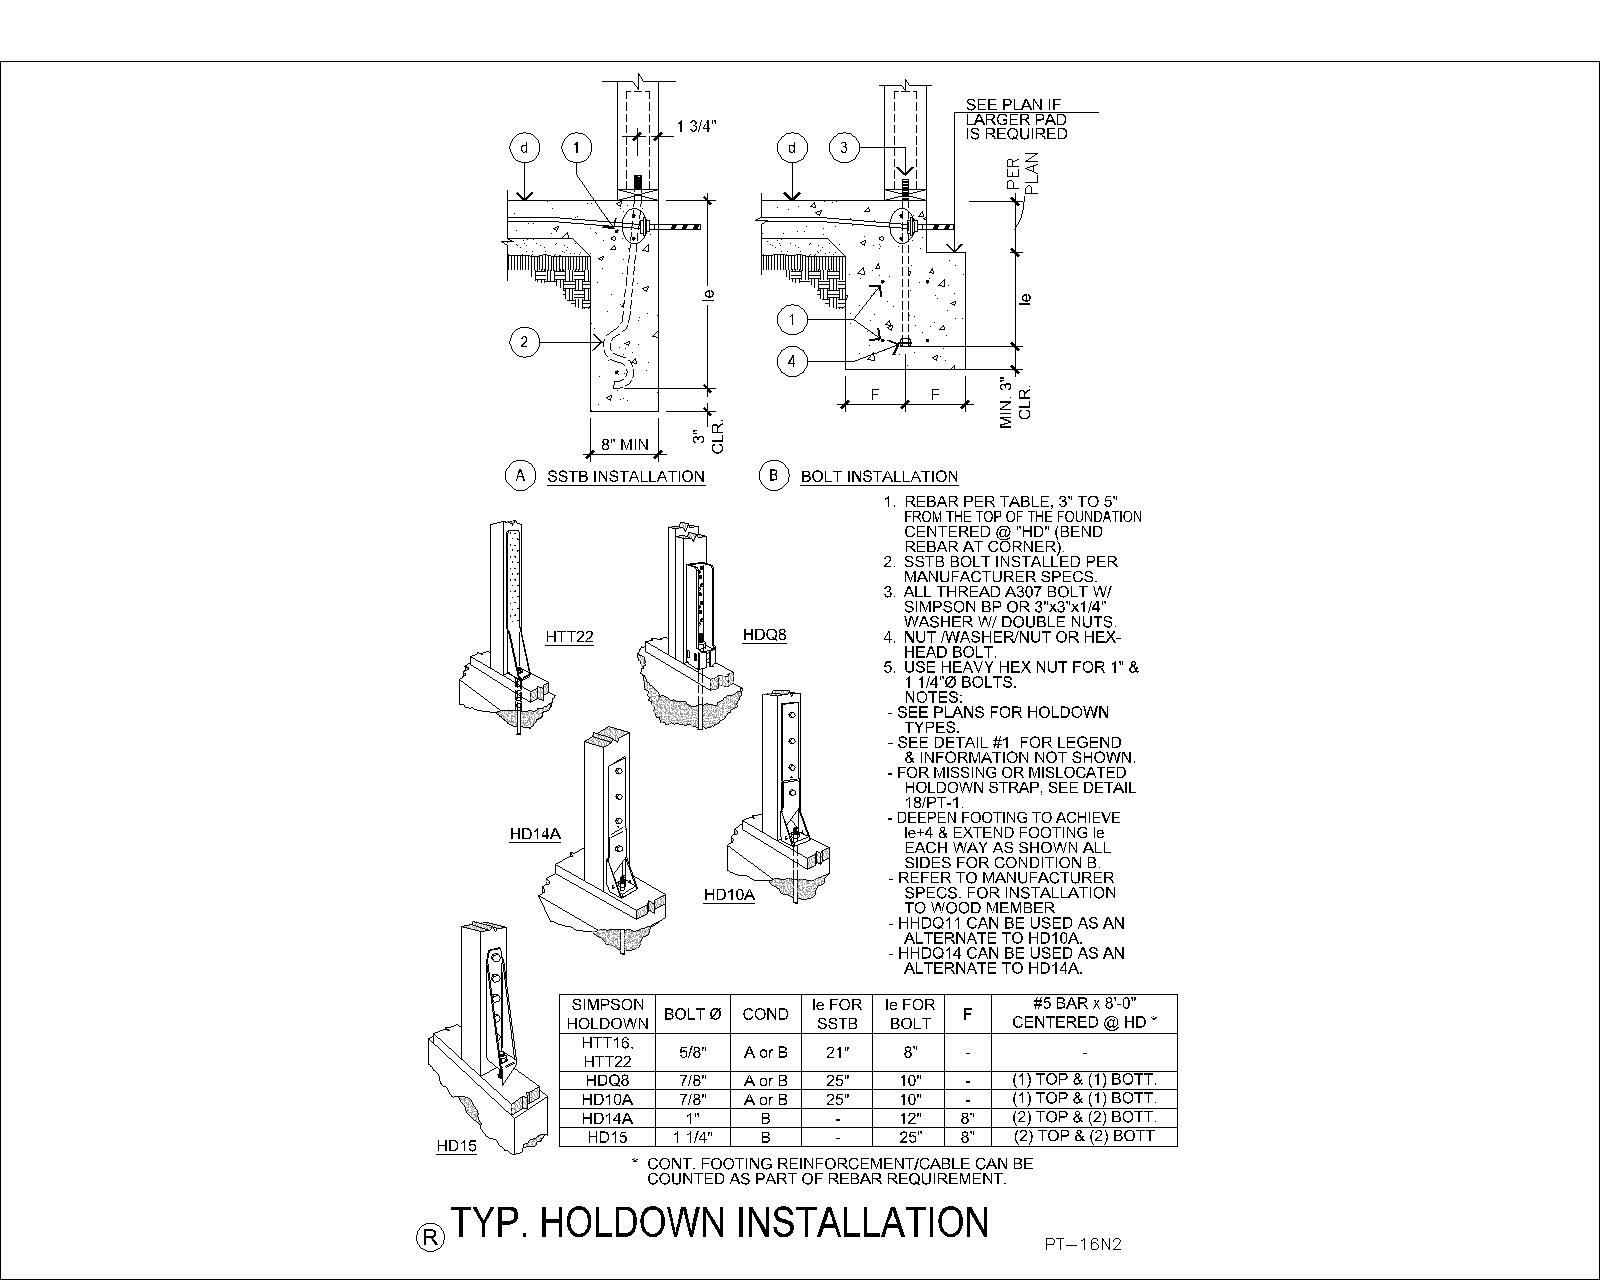 1 3/4"
d
1
le
2
8" MIN
3"
CLR.
A SSTB INSTALLATION
SEE PLAN IF
LARGER PAD
IS REQUIRED
d
3
PER
PLAN
le
1
4
F
F
MIN. 3"
CLR.
B BOLT INSTALLATION
1. REBAR PER TABLE, 3" TO 5"
FROM THE TOP OF THE FOUNDATION
CENTERED @ "HD" (BEND
REBAR AT CORNER).
2. SSTB BOLT INSTALLED PER
MANUFACTURER SPECS.
3. ALL THREAD A307 BOLT W/
SIMPSON BP OR 3"x3"x1/4"
WASHER W/ DOUBLE NUTS.
4. NUT /WASHER/NUT OR HEX-
HEAD BOLT.
5. USE HEAVY HEX NUT FOR 1" &
1 1/4"Ø BOLTS.
NOTES:
- SEE PLANS FOR HOLDOWN
TYPES.
- SEE DETAIL #1 FOR LEGEND
& INFORMATION NOT SHOWN.
- FOR MISSING OR MISLOCATED
HOLDOWN STRAP, SEE DETAIL
18/PT-1.
- DEEPEN FOOTING TO ACHIEVE
le+4 & EXTEND FOOTING le
EACH WAY AS SHOWN ALL
SIDES FOR CONDITION B.
- REFER TO MANUFACTURER
SPECS. FOR INSTALLATION
TO WOOD MEMBER
- HHDQ11 CAN BE USED AS AN
ALTERNATE TO HD10A.
- HHDQ14 CAN BE USED AS AN
ALTERNATE TO HD14A.
HTT22
HDQ8
HD14A
HD10A
HD15
SIMPSON HOLDOWN BOLT Ø COND le FOR SSTB le FOR BOLT F #5 BAR x 8'-0" CENTERED @ HD *
HTT16, HTT22 5/8" A or B 21" 8" - -
HDQ8 7/8" A or B 25" 10" - (1) TOP & (1) BOTT.
HD10A 7/8" A or B 25" 10" - (1) TOP & (1) BOTT.
HD14A 1" B - 12" 8" (2) TOP & (2) BOTT.
HD15 1 1/4" B - 25" 8" (2) TOP & (2) BOTT
* CONT. FOOTING REINFORCEMENT/CABLE CAN BE
COUNTED AS PART OF REBAR REQUIREMENT.
R TYP. HOLDOWN INSTALLATION
PT-16N2